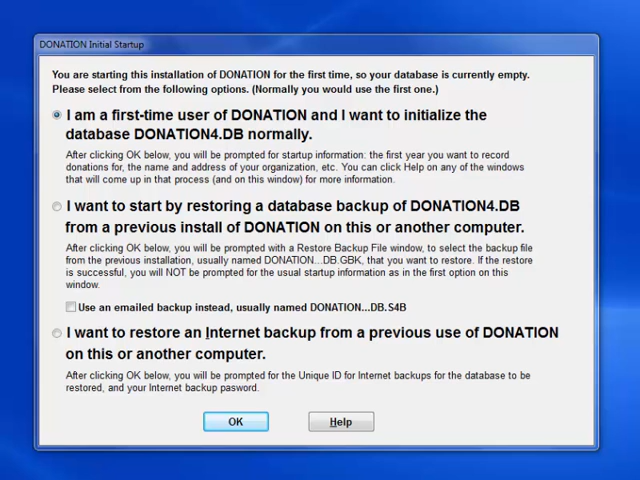 DONATION Initial Startup
You are starting this installation of DONATION for the first time, so your database is currently empty.
Please select from the following options. (Normally you would use the first one.)
I am a first-time user of DONATION and I want to initialize the
database DONATION4.DB normally.
After clicking OK below, you will be prompted for startup information: the first year you want to record
donations for, the name and address of your organization, etc. You can click Help on any of the windows
that will come up in that process (and on this window) for more information.
I want to start by restoring a database backup of DONATION4.DB
from a previous install of DONATION on this or another computer.
After clicking OK below, you will be prompted with a Restore Backup File window, to select the backup file
from the previous installation, usually named DONATION...DB.GBK, that you want to restore. If the restore
is successful, you will NOT be prompted for the usual startup information as in the first option on this
window.
Use an emailed backup instead, usually named DONATION...DB.S4B
I want to restore an Internet backup from a previous use of DONATION
on this or another computer.
After clicking OK below, you will be prompted for the Unique ID for Internet backups for the database to be
restored, and your Internet backup pasword.
OK
Help